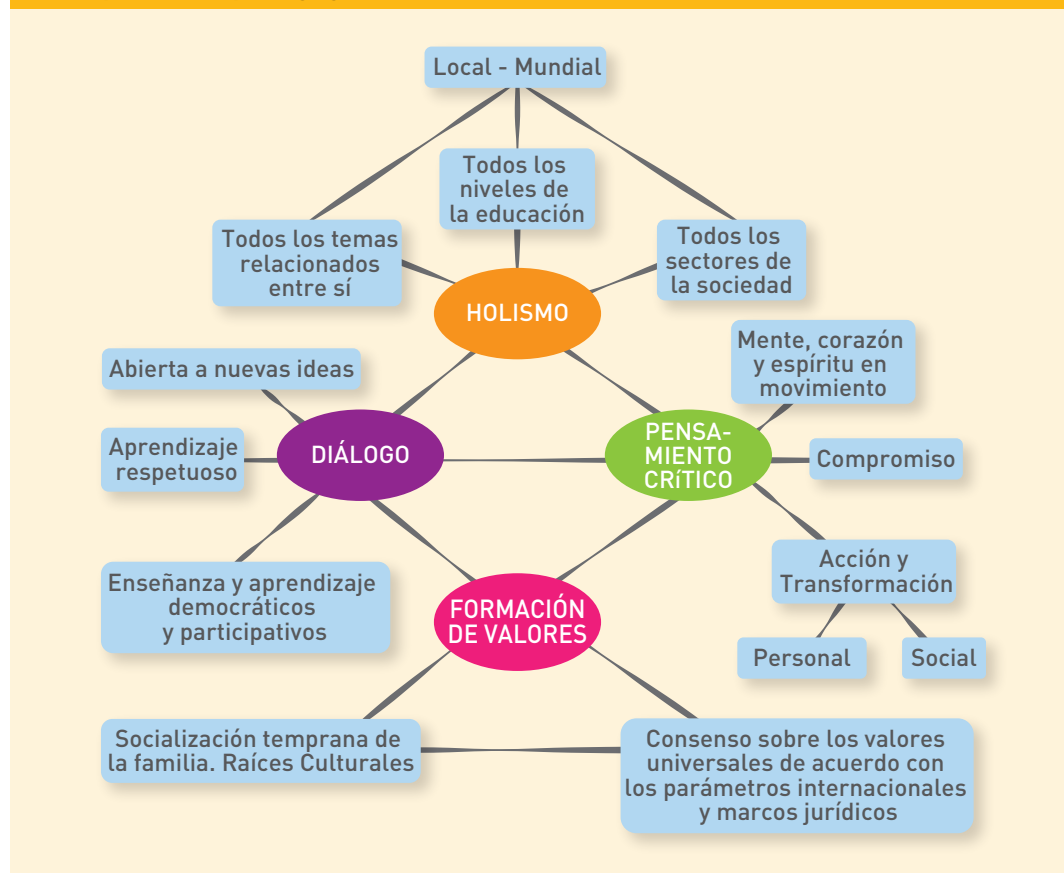 Local - Mundial
Todos los
niveles de
la educación
Todos los temas
relacionados
entre sí
Todos los
sectores de
la sociedad
HOLISMO
Mente, corazón
y espíritu en
movimiento
Abierta a nuevas ideas
Aprendizaje
respetuoso
DIÁLOGO
PENSA-
MIENTO
CRíTICO
Compromiso
Enseñanza y aprendizaje
democráticos
y participativos
Acción y
Transformación
FORMACIÓN
DE VALORES
Personal
Social
Socialización temprana de
la familia. Raíces Culturales
Consenso sobre los valores
universales de acuerdo con
los parámetros internacionales
y marcos jurídicos